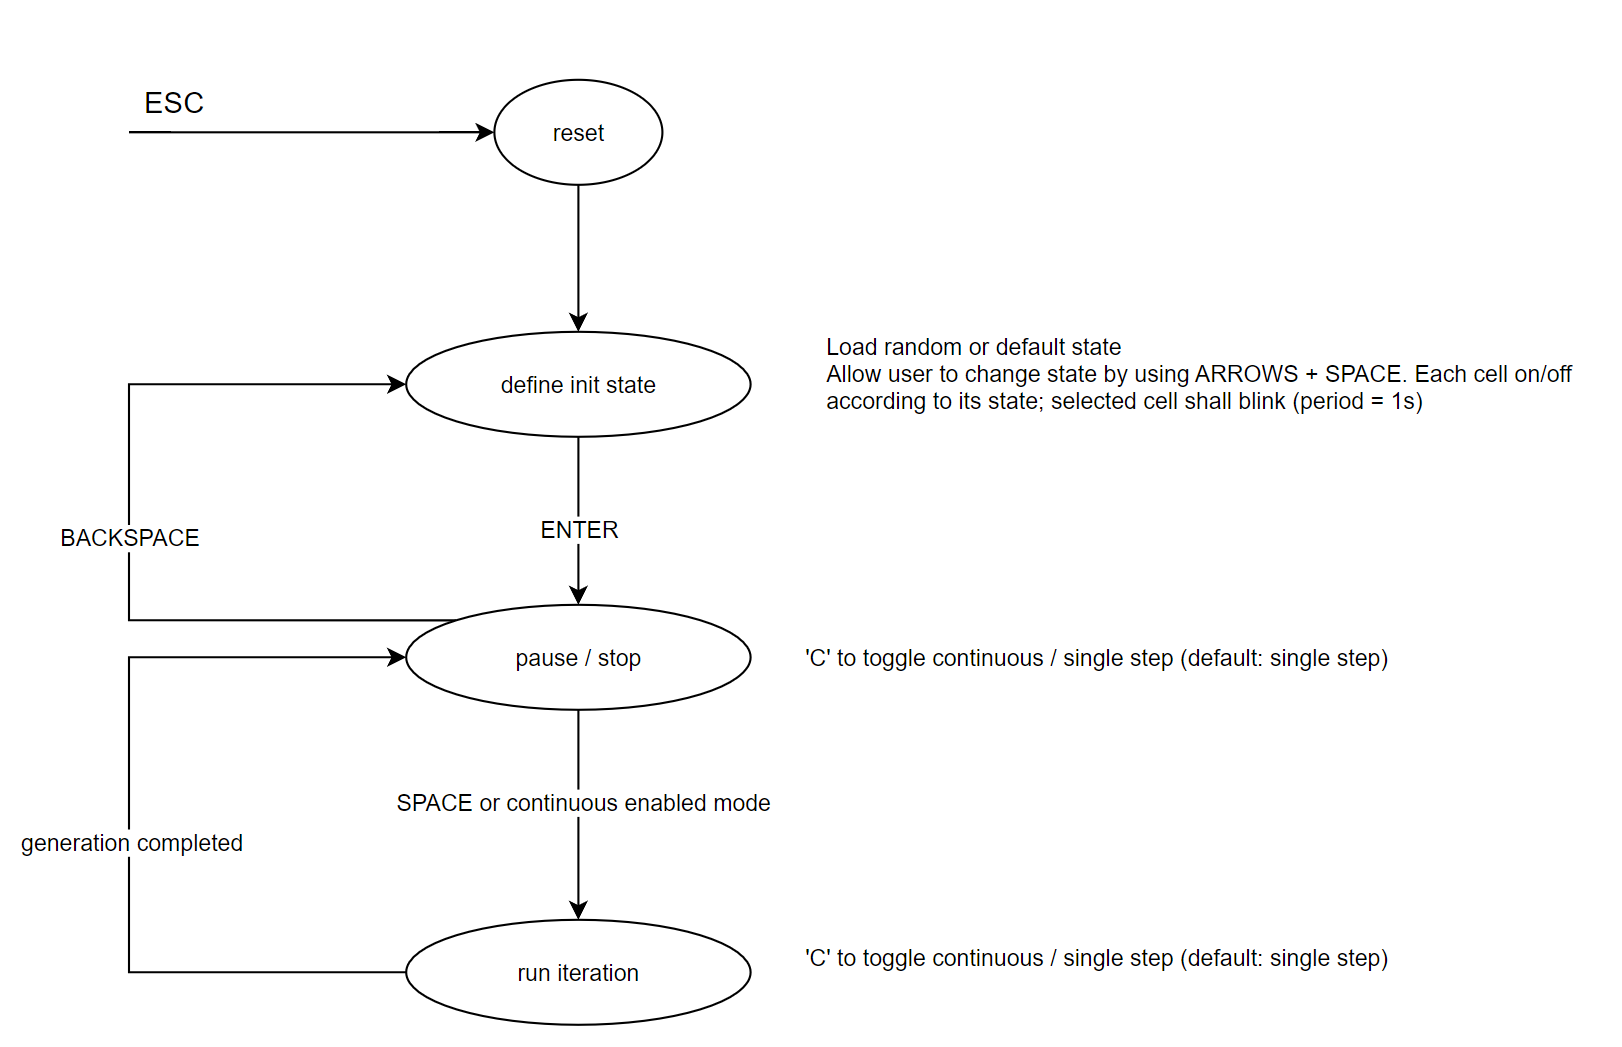 ESC
reset
define init state
Load random or default state
Allow user to change state by using ARROWS + SPACE. Each cell on/off
according to its state; selected cell shall blink (period = 1s)
BACKSPACE
ENTER
pause / stop
'C' to toggle continuous / single step (default: single step)
SPACE or continuous enabled mode
generation completed
run iteration
'C' to toggle continuous / single step (default: single step)